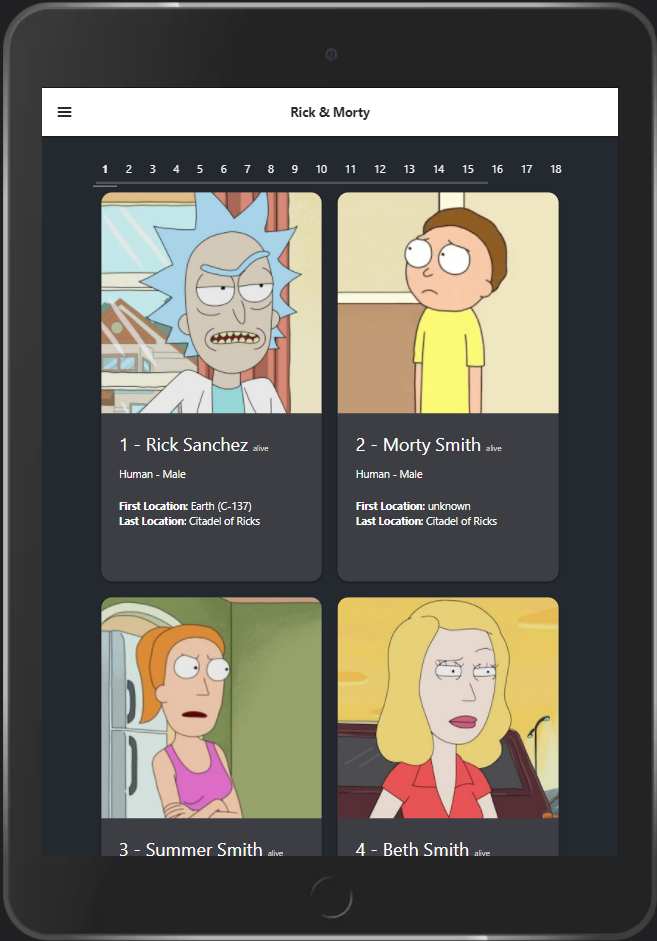 Rick & Morty
1 2 3 4 5 6 7 8 9 10 11 12 13 14 15 16 17 18
1 - Rick Sanchez alive
Human - Male
First Location: Earth (C-137)
Last Location: Citadel of Ricks
2 - Morty Smith alive
Human - Male
First Location: unknown
Last Location: Citadel of Ricks
3 - Summer Smith alive
4 - Beth Smith alive